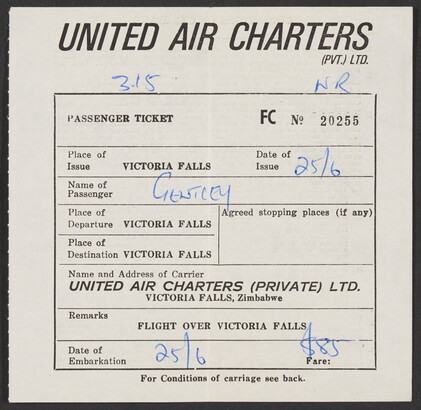 UNITED AIR CHARTERS
(PVT.) LTD.
315 NR
PASSENGER TICKET FC Nº 20255
Place of Issue VICTORIA FALLS Date of Issue 25/6
Name of Passenger
Place of Departure VICTORIA FALLS Agreed stopping places (if any)
Place of Destination VICTORIA FALLS
Name and Address of Carrier
UNITED AIR CHARTERS (PRIVATE) LTD.
VICTORIA FALLS, Zimbabwe
Remarks
FLIGHT OVER VICTORIA FALLS
Date of Embarkation 25/6 Fare: $85
For Conditions of carriage see back.